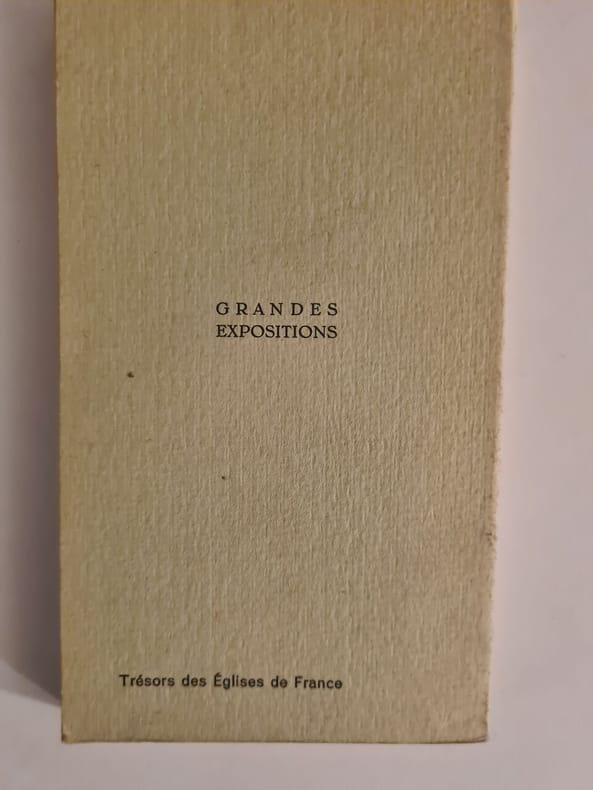 GRANDES
EXPOSITIONS
Trésors des Églises de France